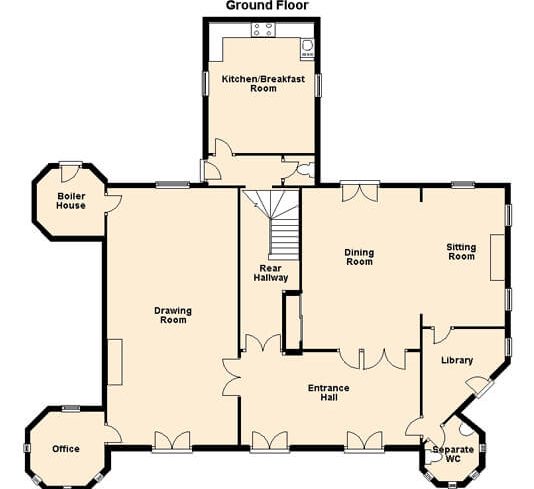 Ground Floor
Kitchen/Breakfast
Room
Boiler
House
Dining
Room
Sitting
Room
Rear
Hallway
Drawing
Room
Library
Entrance
Hall
Office
Separate
WC